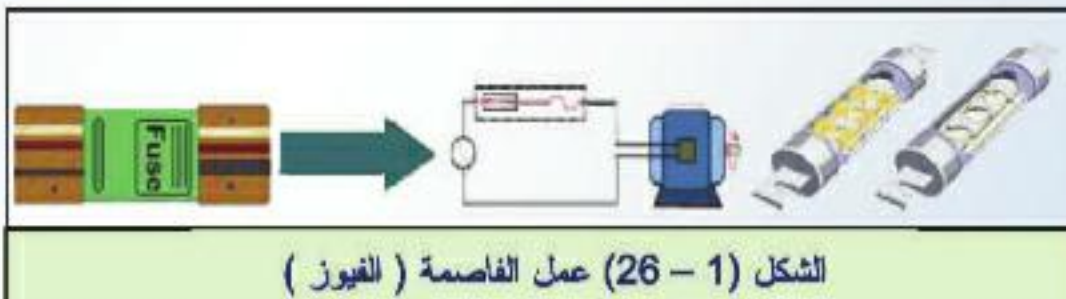 Fuse
الشكل (1 – 26) عمل الفاصمة ( الفيوز )